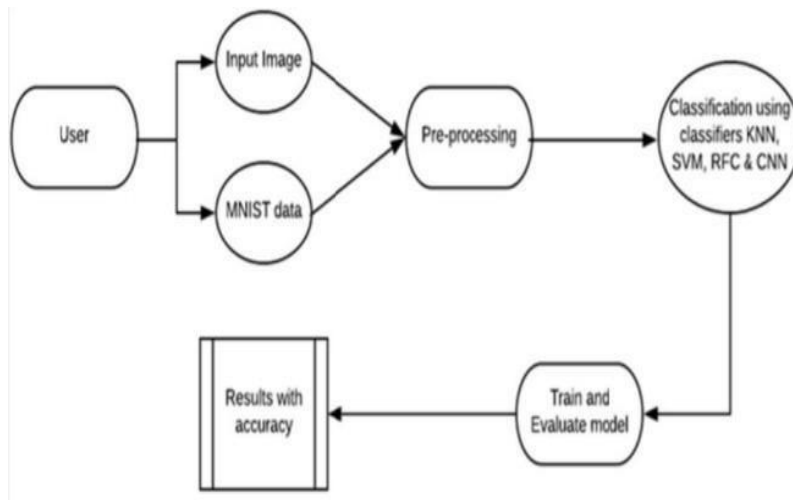 User
Input Image
MNIST data
Pre-processing
Classification using
classifiers KNN,
SVM, RFC & CNN
Train and
Evaluate model
Results with
accuracy